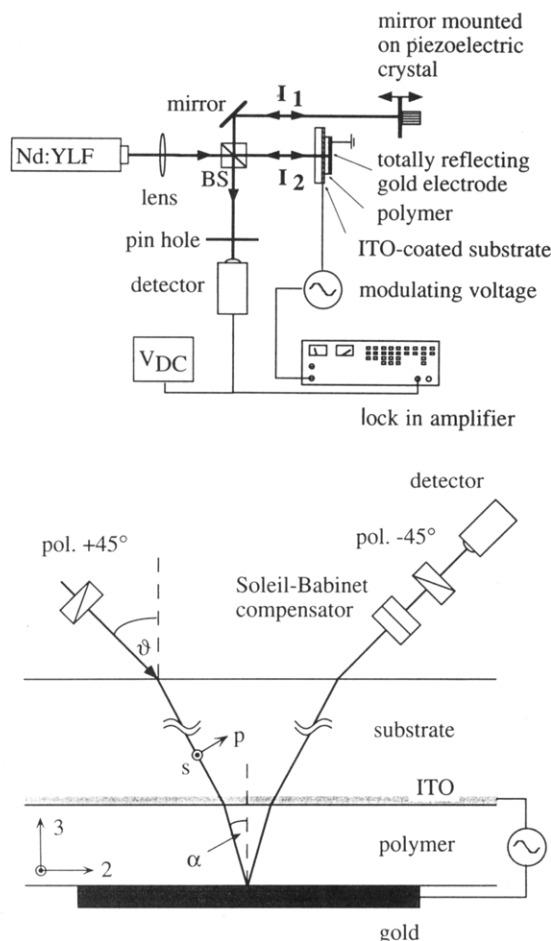 mirror mounted
on piezoelectric
crystal
mirror
I1
Nd:YLF
lens
BS
I2
totally reflecting
gold electrode
polymer
ITO-coated substrate
pin hole
detector
modulating voltage
VDC
lock in amplifier
detector
pol. +45°
pol. -45°
Soleil-Babinet
compensator
ϑ
substrate
p
s
ITO
3
α
2
polymer
gold